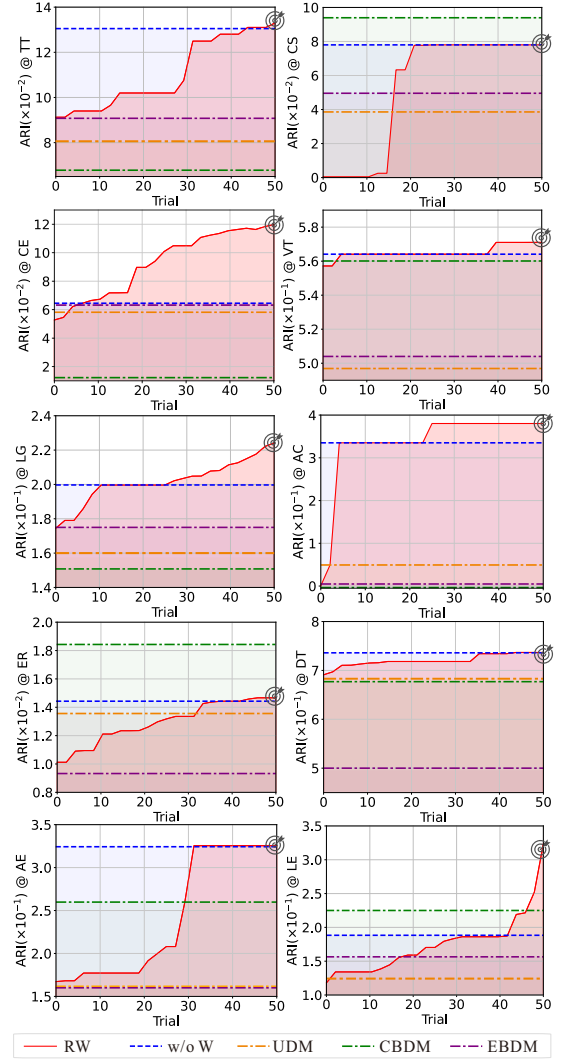 ARI(×10⁻²) @ TT
14
12
10
8
0 10 20 30 40 50
Trial
ARI(×10⁻²) @ CS
10
8
6
4
2
0
0 10 20 30 40 50
Trial
ARI(×10⁻²) @ CE
12
10
8
6
4
2
0 10 20 30 40 50
Trial
ARI(×10⁻¹) @ VT
5.8
5.6
5.4
5.2
5.0
0 10 20 30 40 50
Trial
ARI(×10⁻¹) @ LG
2.4
2.2
2.0
1.8
1.6
1.4
0 10 20 30 40 50
Trial
ARI(×10⁻¹) @ AC
4
3
2
1
0
0 10 20 30 40 50
Trial
ARI(×10⁻²) @ ER
2.0
1.8
1.6
1.4
1.2
1.0
0.8
0 10 20 30 40 50
Trial
ARI(×10⁻¹) @ DT
8
7
6
5
0 10 20 30 40 50
Trial
ARI(×10⁻¹) @ AE
3.5
3.0
2.5
2.0
1.5
0 10 20 30 40 50
Trial
ARI(×10⁻¹) @ LE
3.5
3.0
2.5
2.0
1.5
1.0
0 10 20 30 40 50
Trial
RW w/o W UDM CBDM EBDM